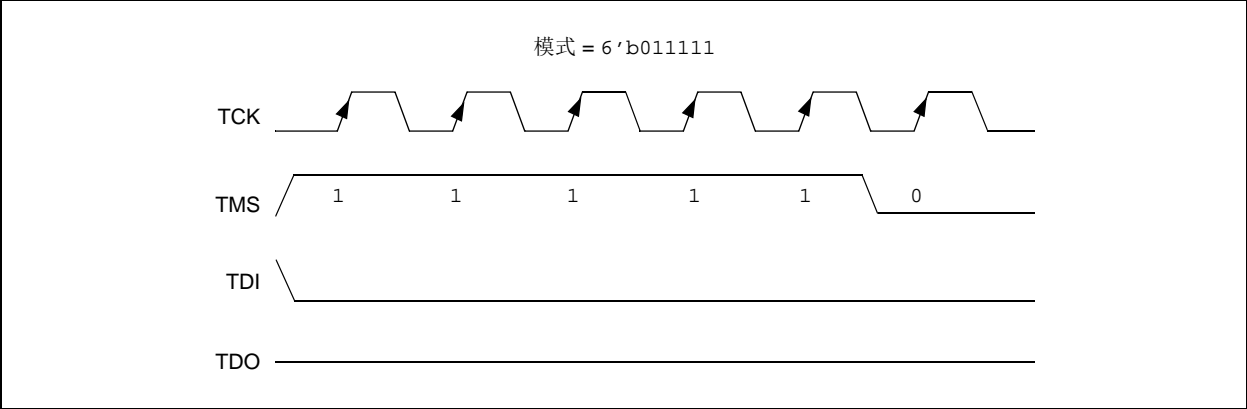 模式 = 6’b011111
TCK
TMS 1 1 1 1 1 0
TDI
TDO